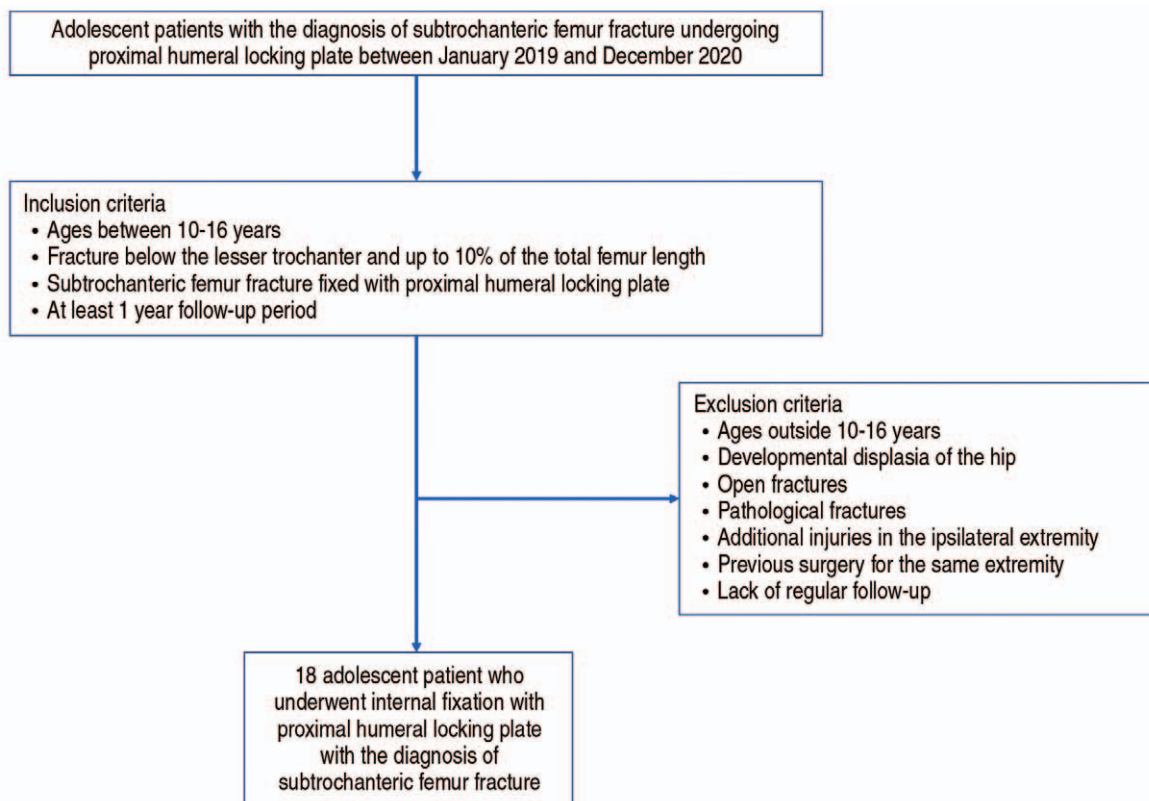 Adolescent patients with the diagnosis of subtrochanteric femur fracture undergoing
proximal humeral locking plate between January 2019 and December 2020
Inclusion criteria
• Ages between 10-16 years
• Fracture below the lesser trochanter and up to 10% of the total femur length
• Subtrochanteric femur fracture fixed with proximal humeral locking plate
• At least 1 year follow-up period
Exclusion criteria
• Ages outside 10-16 years
• Developmental displasia of the hip
• Open fractures
• Pathological fractures
• Additional injuries in the ipsilateral extremity
• Previous surgery for the same extremity
• Lack of regular follow-up
18 adolescent patient who
underwent internal fixation with
proximal humeral locking plate
with the diagnosis of
subtrochanteric femur fracture